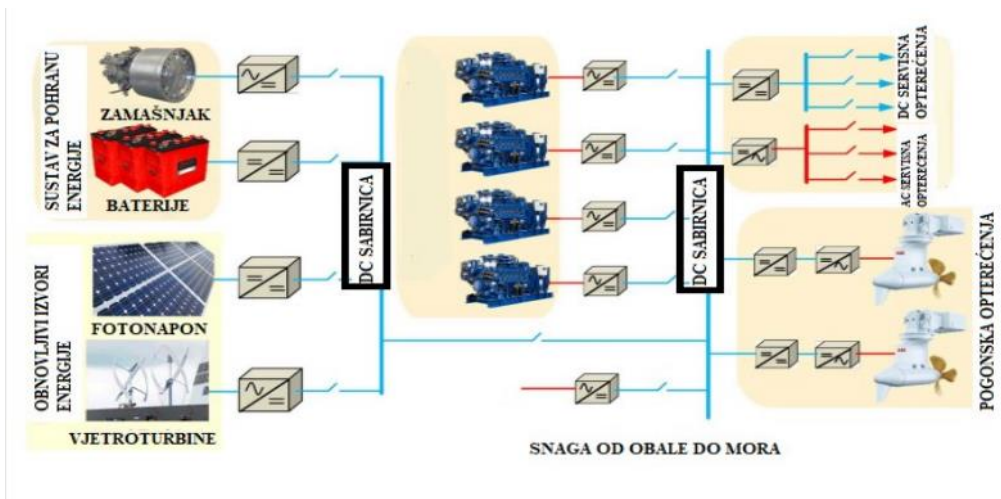 SUSTAV ZA POHRANU
ENERGIJE
ZAMAŠNJAK
BATERIJE
OBNOVLJIVI IZVORI
ENERGIJE
FOTONAPON
VJETROTURBINE
DC SABIRNICA
DC SABIRNICA
DC SERVISNA
OPTEREĆENJA
AC SERVISNA
OPTEREĆENJA
POGONSKA OPTEREĆENJA
SNAGA OD OBALE DO MORA